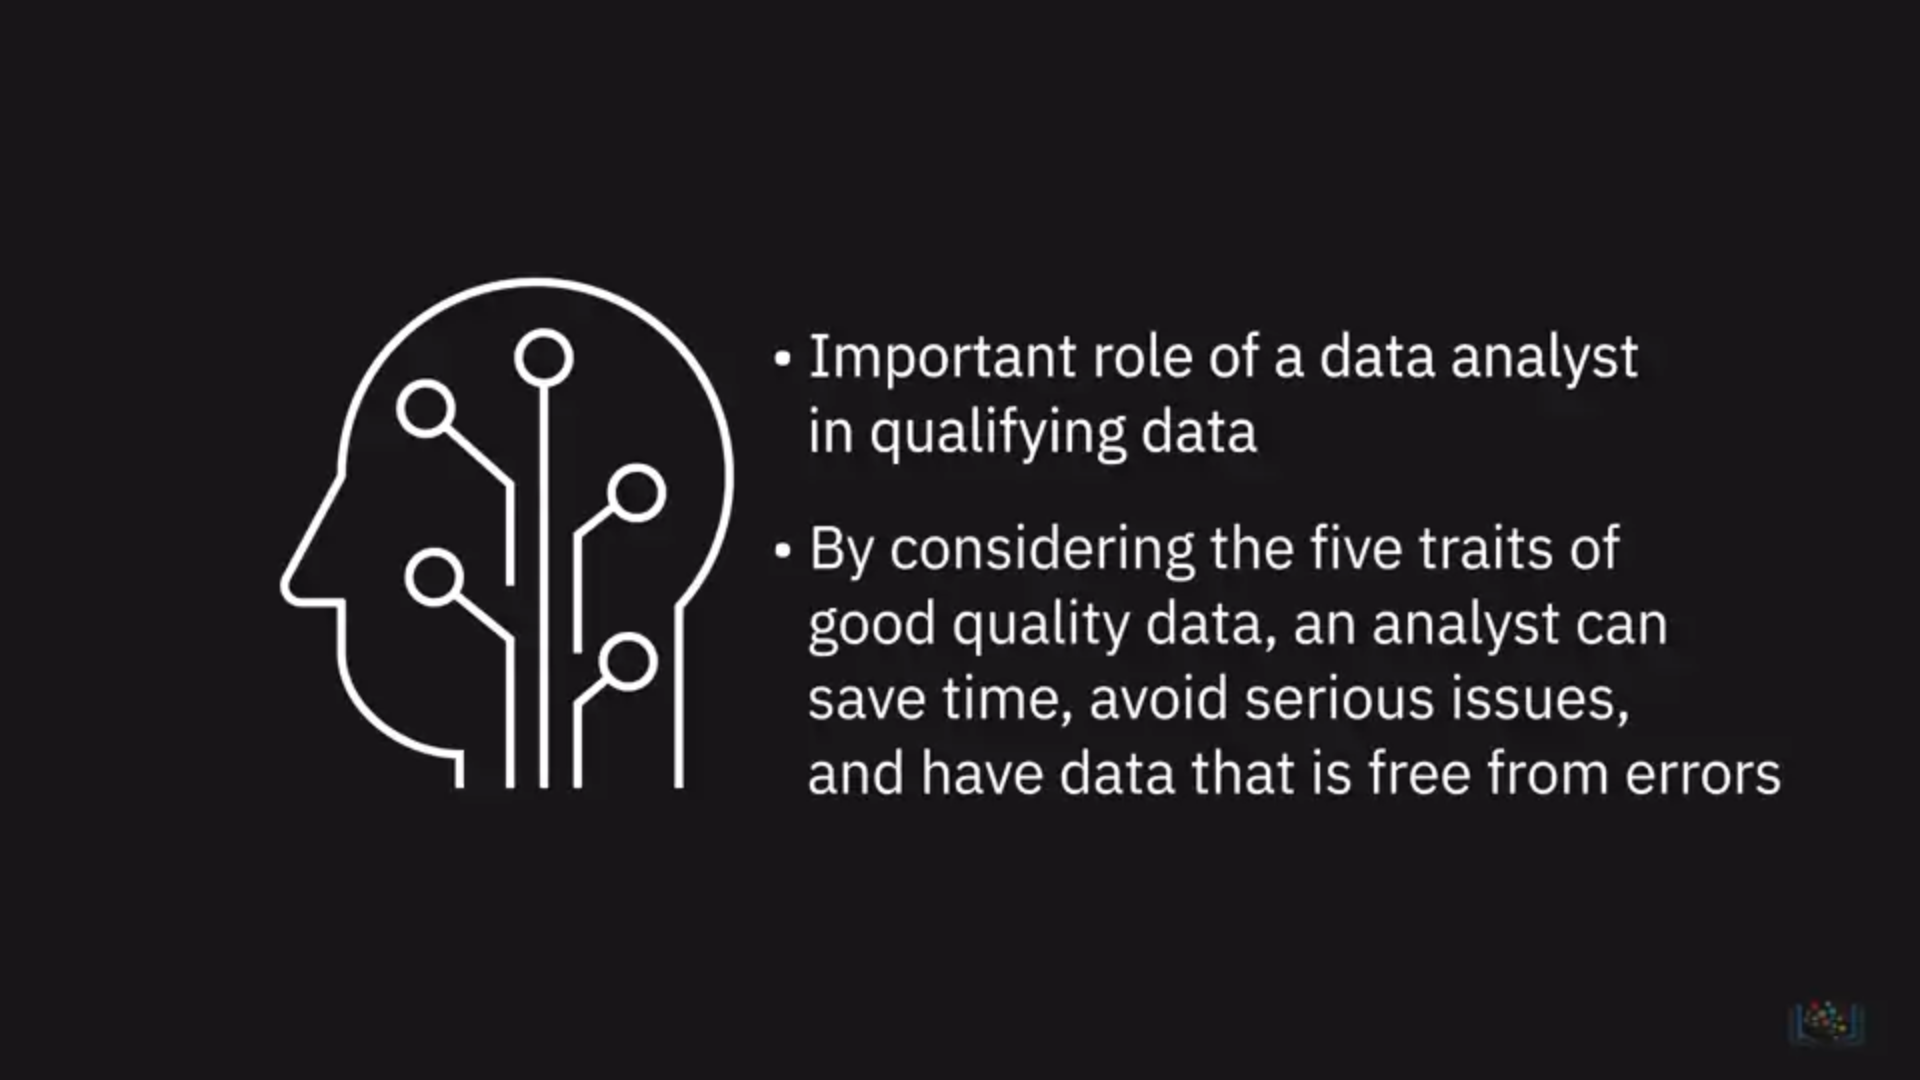 • Important role of a data analyst
in qualifying data
• By considering the five traits of
good quality data, an analyst can
save time, avoid serious issues,
and have data that is free from errors